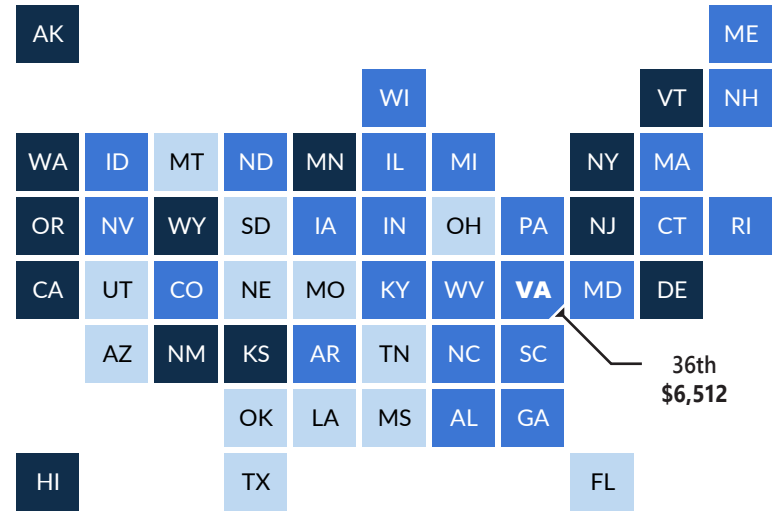 AK ME
WI VT NH
WA ID MT ND MN IL MI NY MA
OR NV WY SD IA IN OH PA NJ CT RI
CA UT CO NE MO KY WV VA MD DE
AZ NM KS AR TN NC SC
36th
$6,512
OK LA MS AL GA
HI TX FL